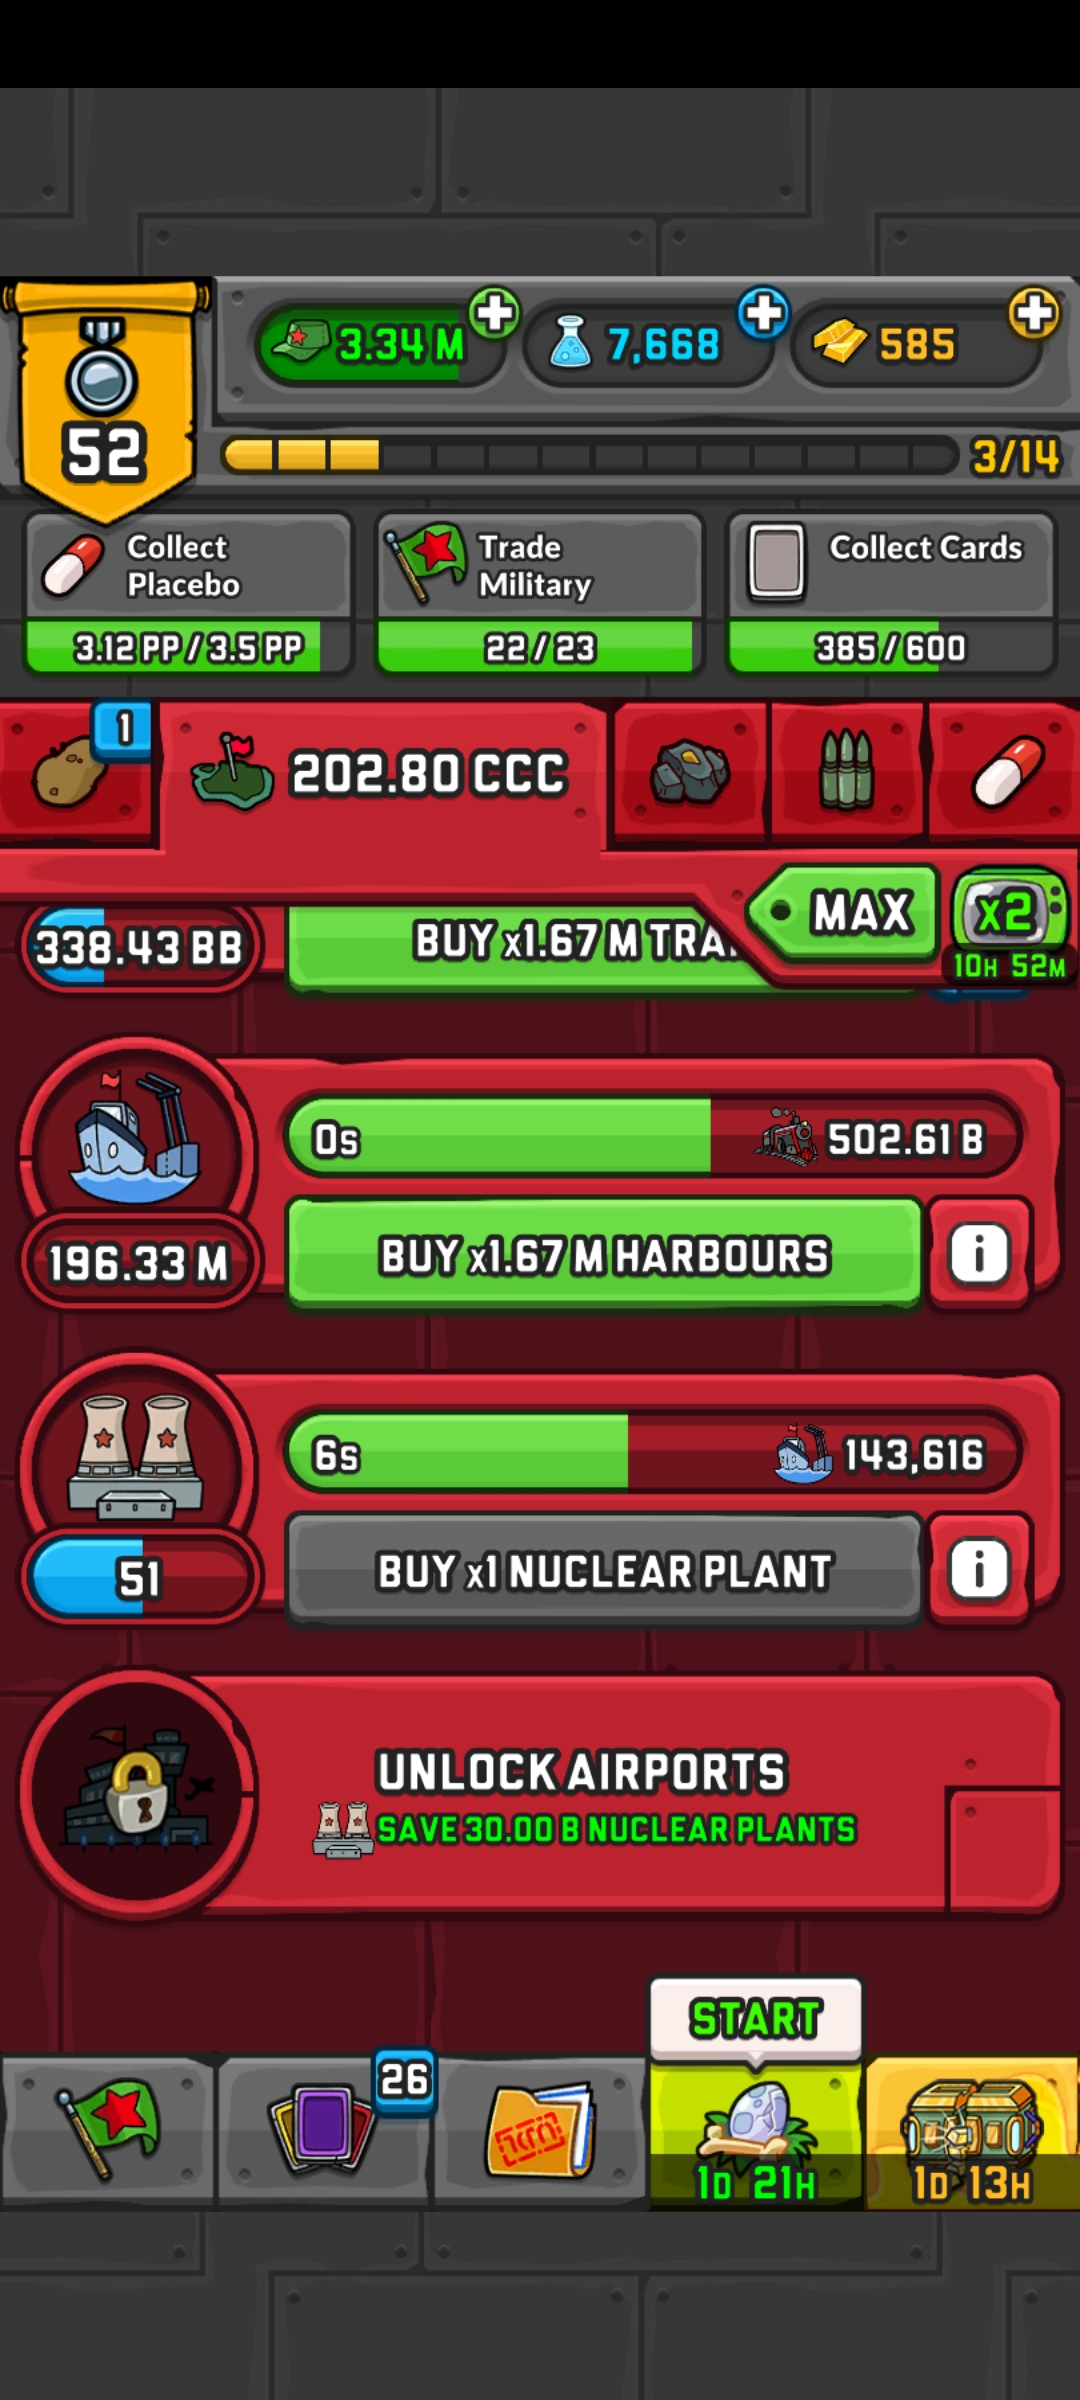 3.34 M
7,668
585
52
3/14
Collect
Placebo
3.12 PP / 3.5 PP
Trade
Military
22 / 23
Collect Cards
385 / 600
1
202.80 CCC
MAX
x2
10H 52M
338.43 BB
BUY x1.67 M TRA
0s
502.61 B
196.33 M
BUY x1.67 M HARBOURS
i
6s
143,616
51
BUY x1 NUCLEAR PLANT
i
UNLOCK AIRPORTS
SAVE 30.00 B NUCLEAR PLANTS
START
26
1D 21H
1D 13H